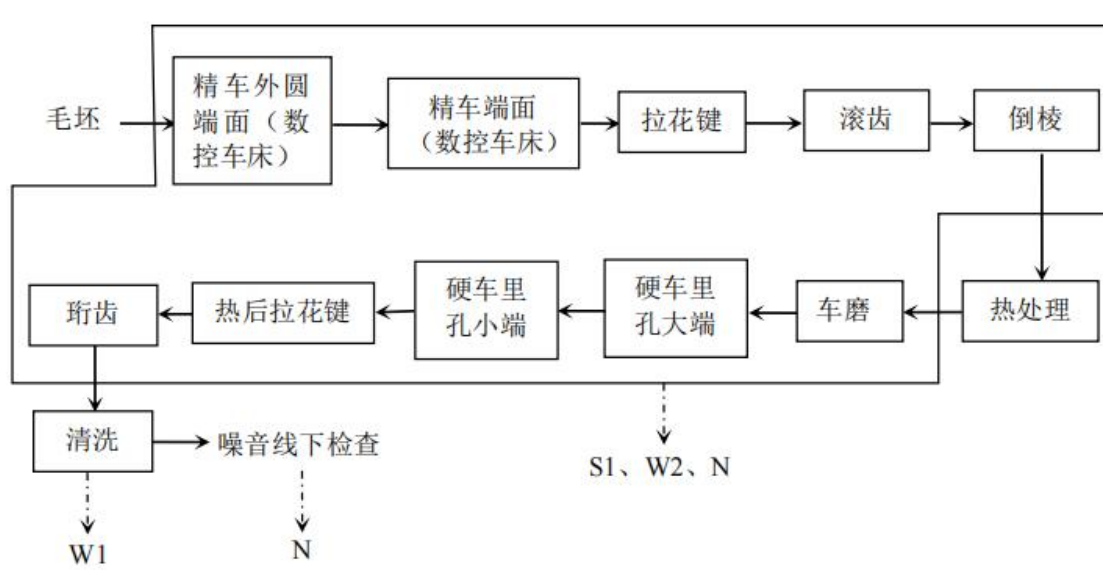 毛坯
精车外圆
端面（数
控车床）
精车端面
（数控车床）
拉花键
滚齿
倒棱
珩齿
热后拉花键
硬车里
孔小端
硬车里
孔大端
车磨
热处理
清洗
噪音线下检查
S1、W2、N
W1
N